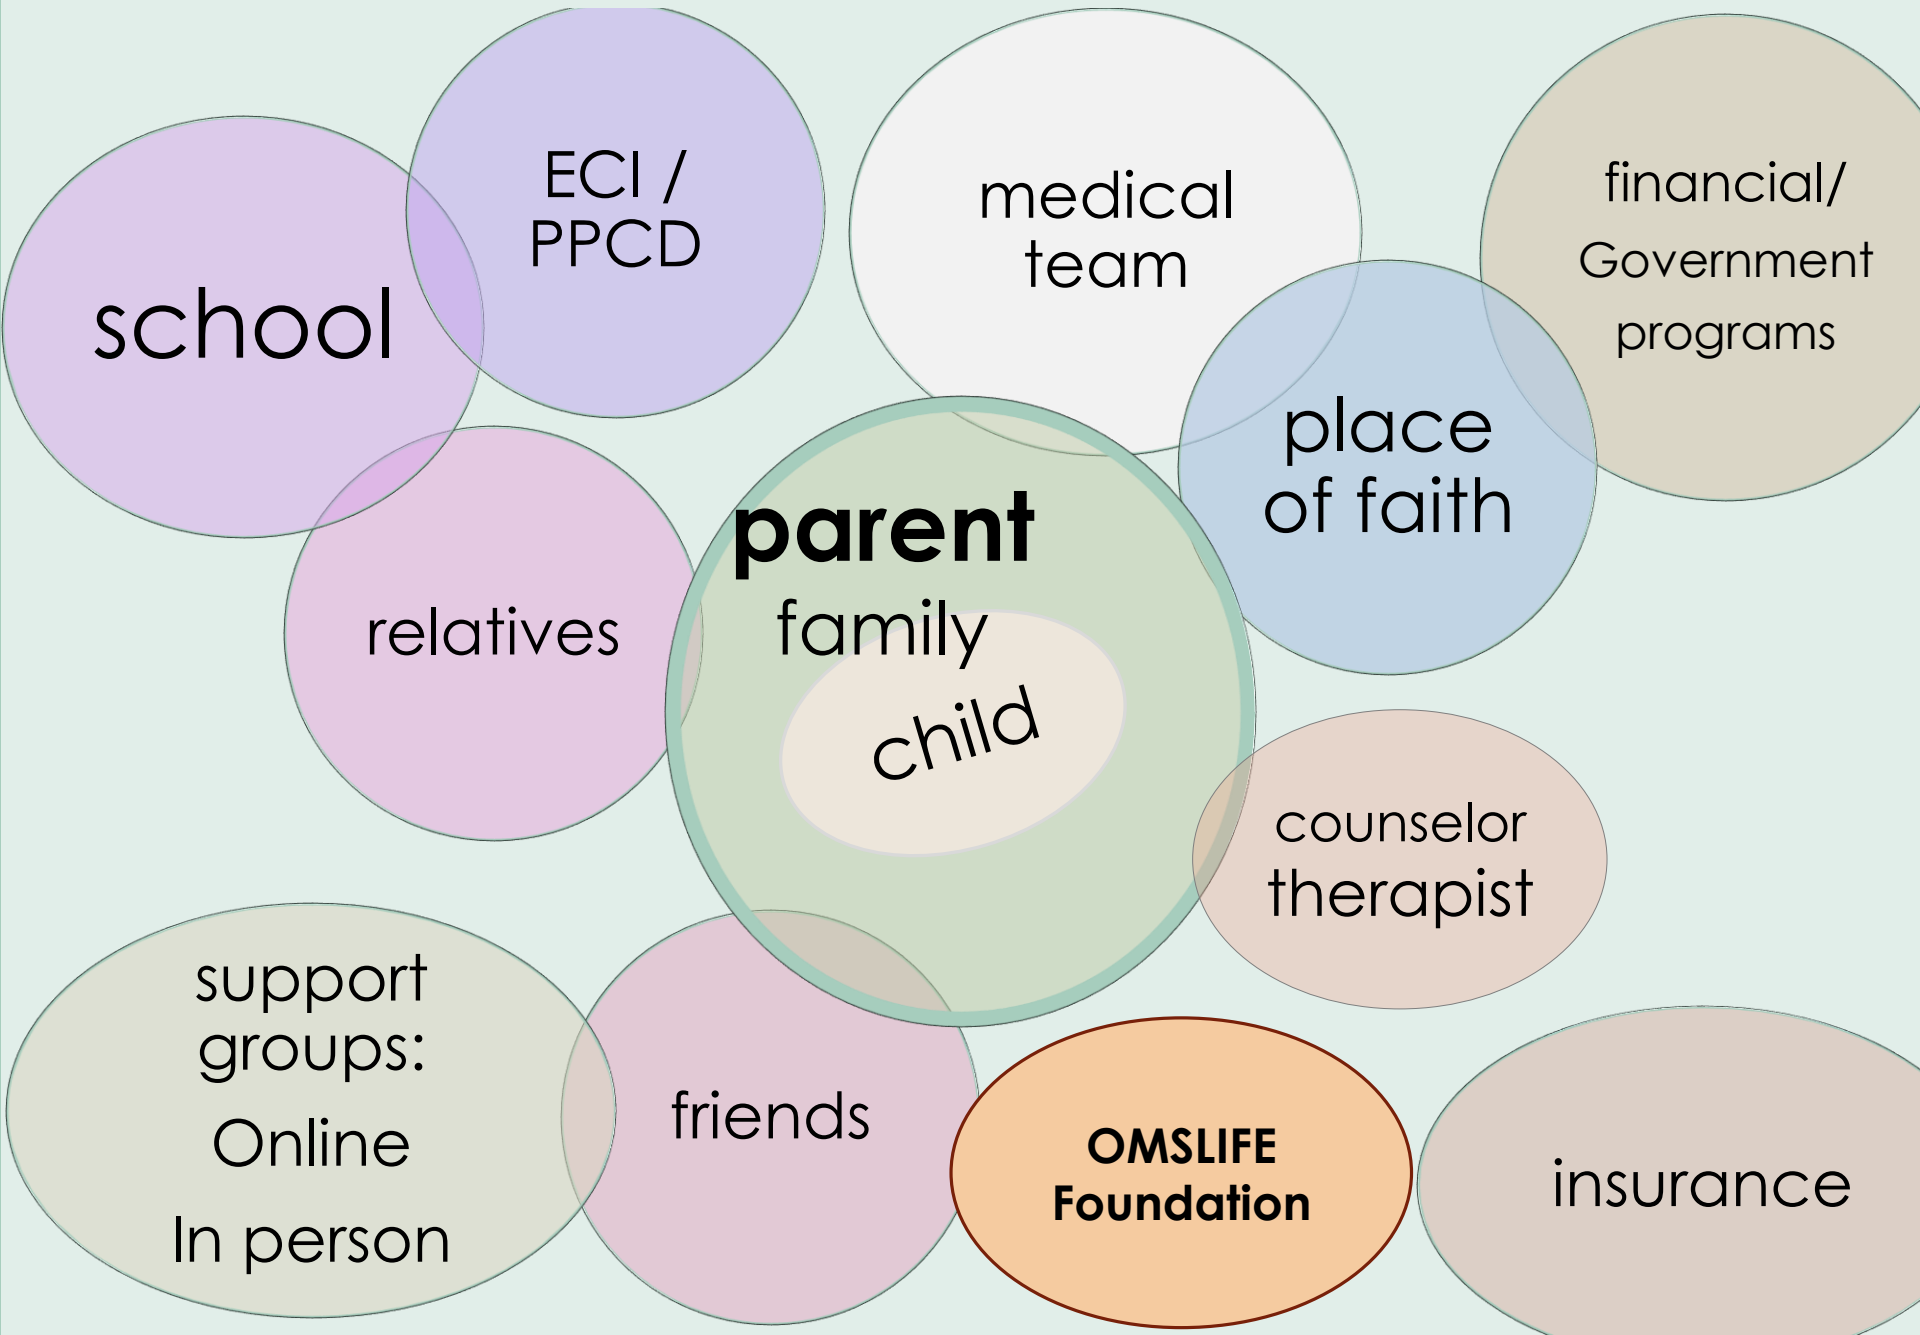 ECI /
PPCD
medical
team
financial/
Government
programs
school
place
of faith
parent
family
child
relatives
counselor
therapist
support
groups:
Online
In person
friends
OMSLIFE
Foundation
insurance